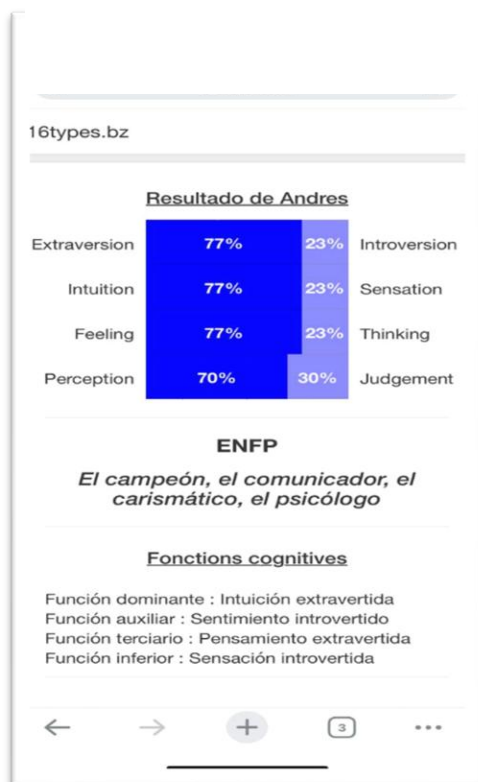 16types.bz
Resultado de Andres
Extraversion 77% 23% Introversion
Intuition 77% 23% Sensation
Feeling 77% 23% Thinking
Perception 70% 30% Judgement
ENFP
El campeón, el comunicador, el
carismático, el psicólogo
Fonctions cognitives
Función dominante : Intuición extravertida
Función auxiliar : Sentimiento introvertido
Función terciario : Pensamiento extravertida
Función inferior : Sensación introvertida
3